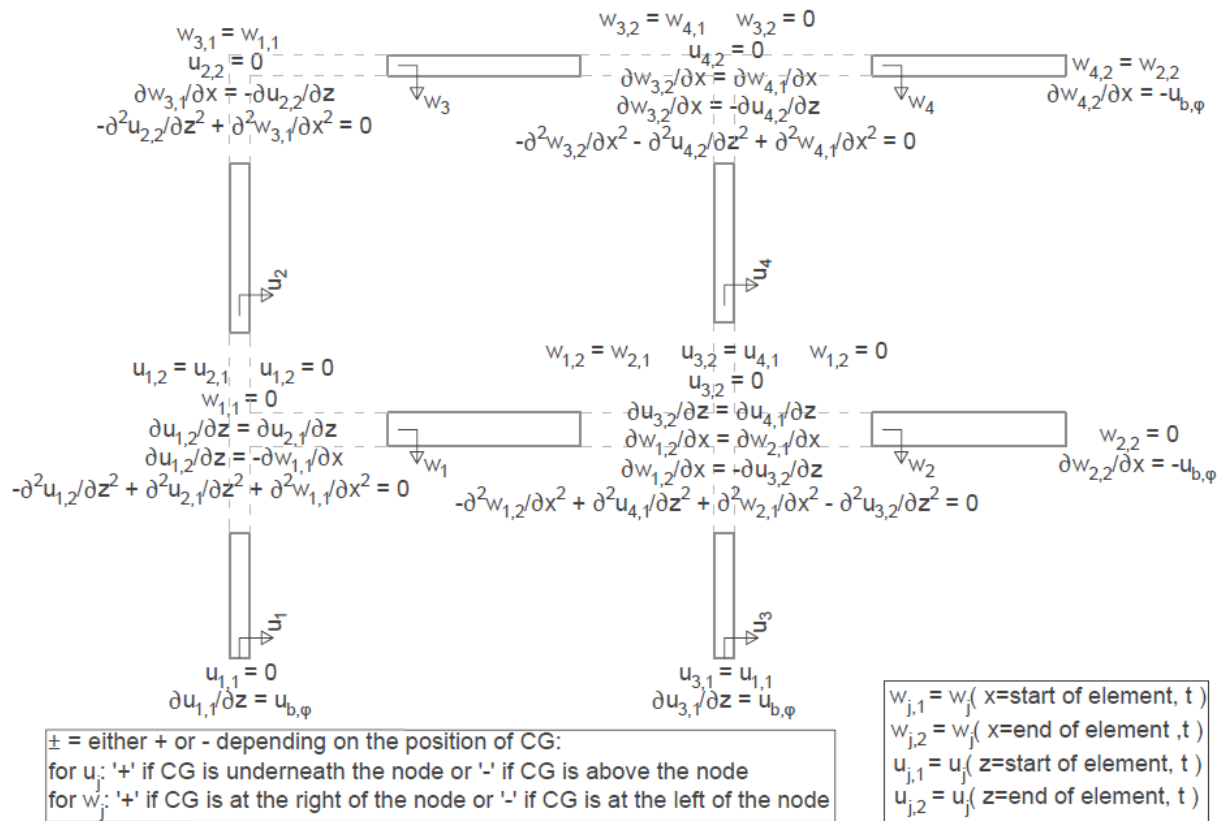 w3,1 = w1,1
u2,2 = 0
∂w3,1/∂x = -∂u2,2/∂z
-∂²u2,2/∂z² + ∂²w3,1/∂x² = 0
w3
w3,2 = w4,1 w3,2 = 0
u4,2 = 0
∂w3,2/∂x = ∂w4,1/∂x
∂w3,2/∂x = -∂u4,2/∂z
-∂²w3,2/∂x² - ∂²u4,2/∂z² + ∂²w4,1/∂x² = 0
w4
w4,2 = w2,2
∂w4,2/∂x = -ub,φ
u2
u4
u1,2 = u2,1 u1,2 = 0
w1,1 = 0
∂u1,2/∂z = ∂u2,1/∂z
∂u1,2/∂z = -∂w1,1/∂x
-∂²u1,2/∂z² + ∂²u2,1/∂z² + ∂²w1,1/∂x² = 0
w1
w1,2 = w2,1 u3,2 = u4,1 w1,2 = 0
u3,2 = 0
∂u3,2/∂z = ∂u4,1/∂z
∂w1,2/∂x = ∂w2,1/∂x
∂w1,2/∂x = -∂u3,2/∂z
-∂²w1,2/∂x² + ∂²u4,1/∂z² + ∂²w2,1/∂x² - ∂²u3,2/∂z² = 0
w2
w2,2 = 0
∂w2,2/∂x = -ub,φ
u1
u1,1 = 0
∂u1,1/∂z = ub,φ
u3
u3,1 = u1,1
∂u3,1/∂z = ub,φ
± = either + or - depending on the position of CG:
for uj: '+' if CG is underneath the node or '-' if CG is above the node
for wj: '+' if CG is at the right of the node or '-' if CG is at the left of the node
wj,1 = wj( x=start of element, t )
wj,2 = wj( x=end of element ,t)
uj,1 = uj( z=start of element, t )
uj,2 = uj( z=end of element, t )